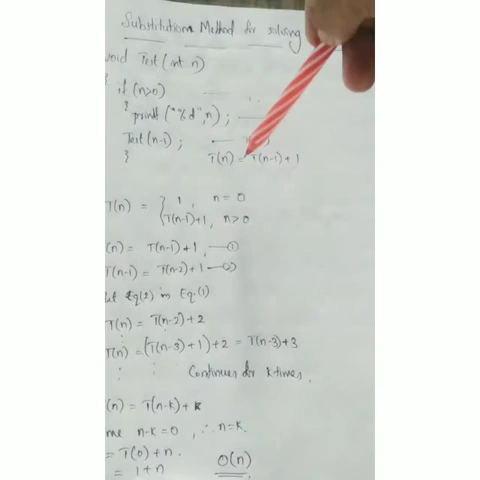 Substitution Method for solving
void Test(int n)
{ if (n>0)
{ printf("%d",n);
Test(n-1);
}
T(n) = T(n-1)+1
T(n) = { 1, n=0
T(n-1)+1, n>0
(n) = T(n-1)+1, —①
T(n-1) = T(n-2)+1 —②
Eq(2) in Eq.(1)
T(n) = T(n-2)+2
T(n) = (T(n-3)+1)+2 = T(n-3)+3
Continues for k times.
(n) = T(n-k)+k
me n-k=0, ∴ n=k.
= T(0)+n.
= 1+n O(n)